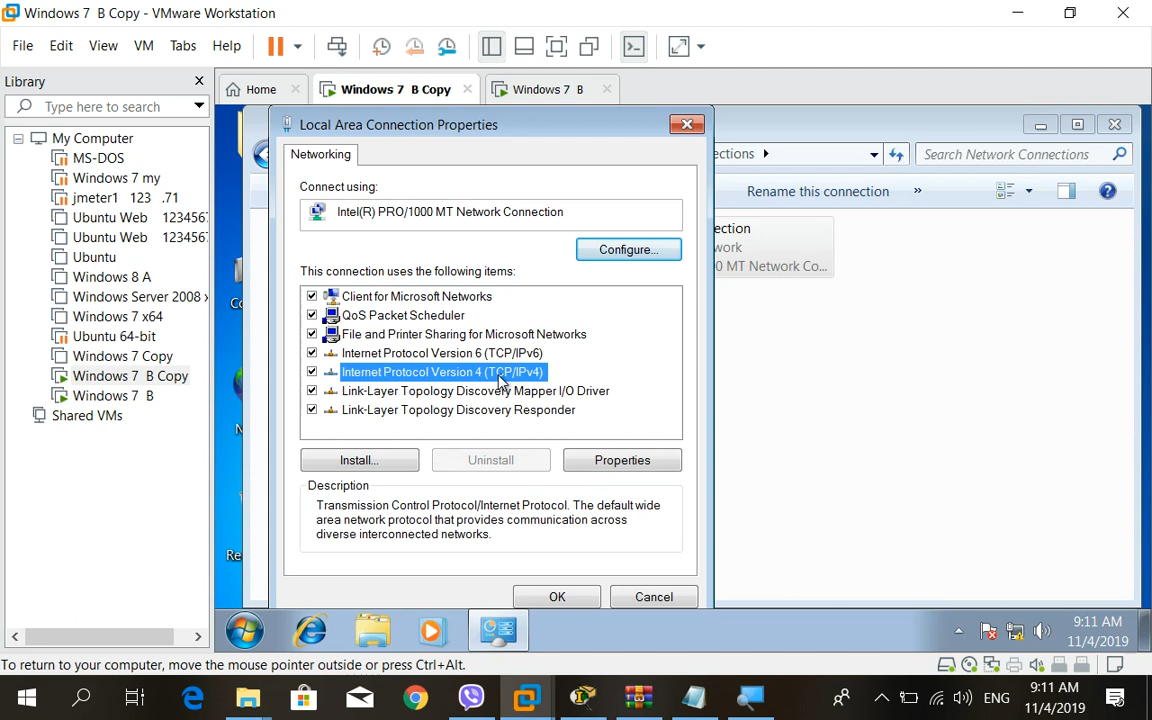 Windows 7 B Copy - VMware Workstation
File Edit View VM Tabs Help
Library
Home
Windows 7 B Copy
Windows 7 B
Type here to search
My Computer
MS-DOS
Windows 7 my
jmeter1 123 .71
Ubuntu Web 123456
Ubuntu Web 123456
Ubuntu
Windows 8 A
Windows Server 2008
Windows 7 x64
Ubuntu 64-bit
Windows 7 Copy
Windows 7 B Copy
Windows 7 B
Shared VMs
Local Area Connection Properties
Networking
Connect using:
Intel(R) PRO/1000 MT Network Connection
Configure...
This connection uses the following items:
Client for Microsoft Networks
QoS Packet Scheduler
File and Printer Sharing for Microsoft Networks
Internet Protocol Version 6 (TCP/IPv6)
Internet Protocol Version 4 (TCP/IPv4)
Link-Layer Topology Discovery Mapper I/O Driver
Link-Layer Topology Discovery Responder
Install... Uninstall Properties
Description
Transmission Control Protocol/Internet Protocol. The default wide
area network protocol that provides communication across
diverse interconnected networks.
OK Cancel
ections
Search Network Connections
Rename this connection »
ection
work
0 MT Network Co...
Co
N
Re
9:11 AM
11/4/2019
To return to your computer, move the mouse pointer outside or press Ctrl+Alt.
ENG
9:11 AM
11/4/2019